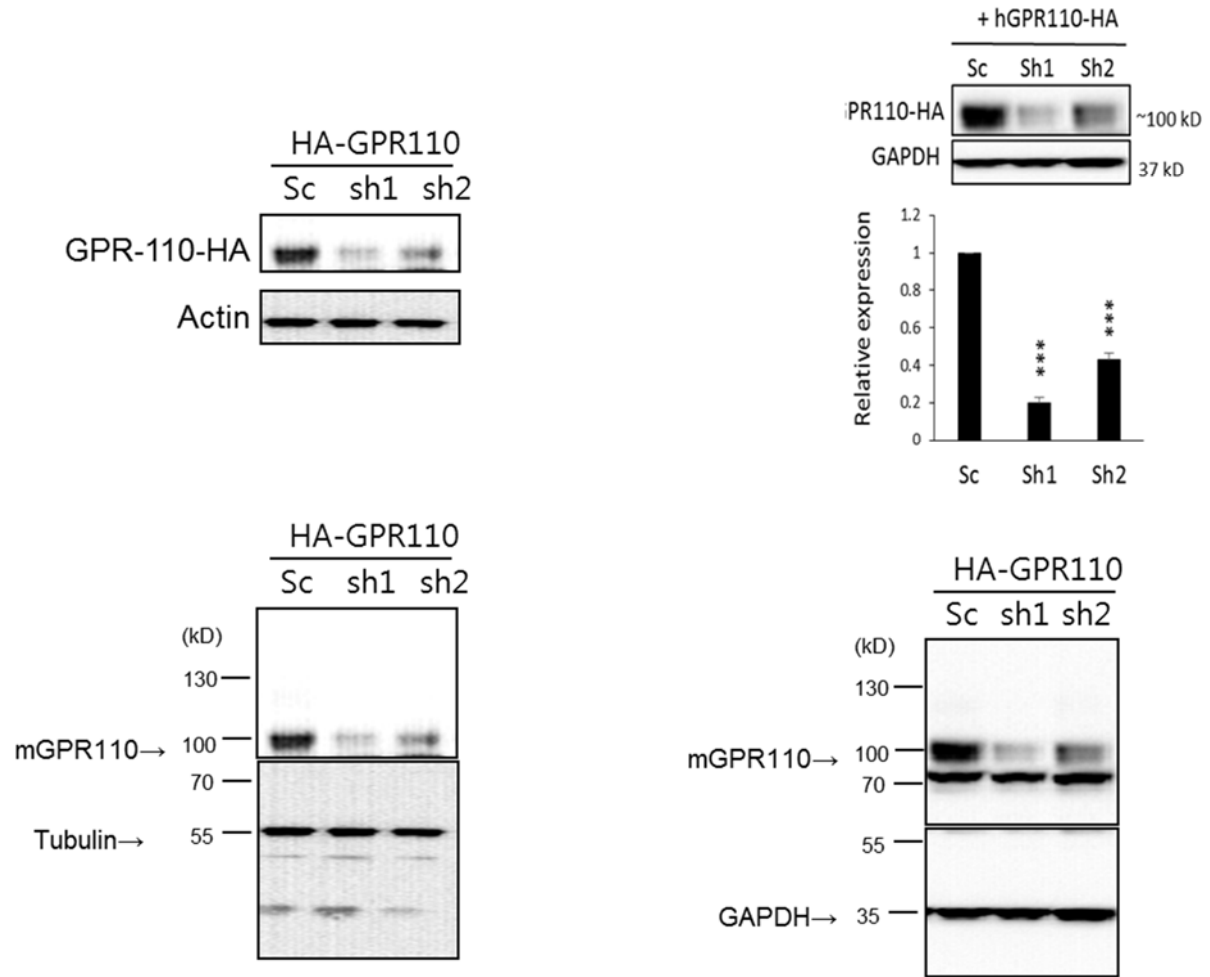 HA-GPR110
Sc sh1 sh2
GPR-110-HA
Actin
+ hGPR110-HA
Sc Sh1 Sh2
PR110-HA ~100 kD
GAPDH 37 kD
Relative expression
1.2
1
0.8
0.6
0.4
0.2
0
***
***
Sc Sh1 Sh2
HA-GPR110
Sc sh1 sh2
(kD)
130
mGPR110→ 100
70
Tubulin→ 55
HA-GPR110
Sc sh1 sh2
(kD)
130
mGPR110→ 100
70
55
GAPDH→ 35